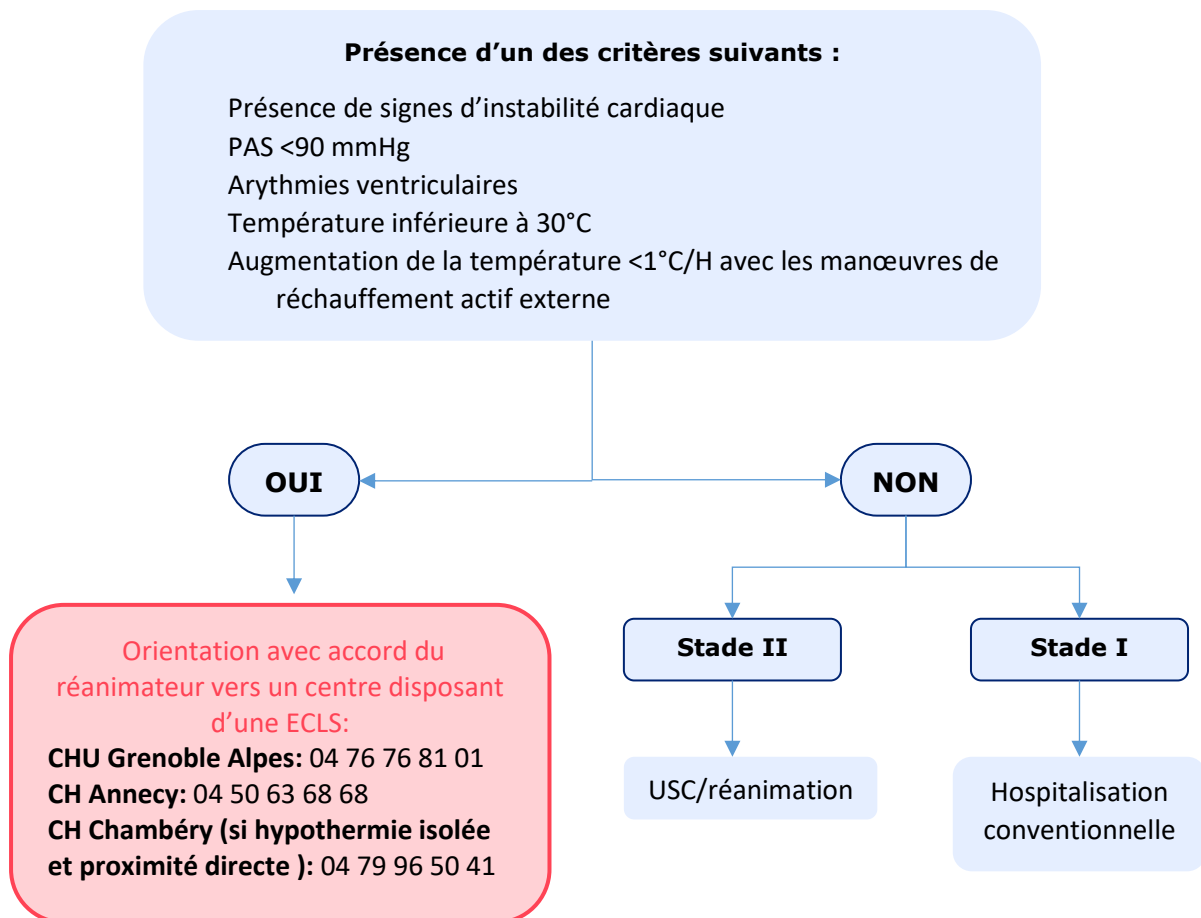 Présence d’un des critères suivants :
Présence de signes d’instabilité cardiaque
PAS <90 mmHg
Arythmies ventriculaires
Température inférieure à 30°C
Augmentation de la température <1°C/H avec les manœuvres de
réchauffement actif externe
OUI
NON
Orientation avec accord du
réanimateur vers un centre disposant
d’une ECLS:
CHU Grenoble Alpes: 04 76 76 81 01
CH Annecy: 04 50 63 68 68
CH Chambéry (si hypothermie isolée
et proximité directe ): 04 79 96 50 41
Stade II
Stade I
USC/réanimation
Hospitalisation
conventionnelle